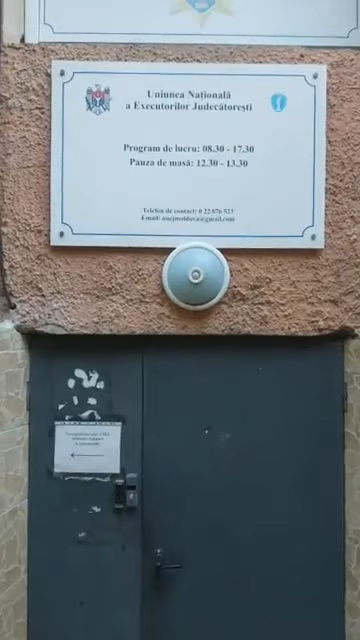 Uniunea Națională
a Executorilor Judecătorești
Program de lucru: 08.30 - 17.30
Pauza de masă: 12.30 - 13.30
Telefon de contact: 0 22 876 523
Email: unejmoldova@gmail.com